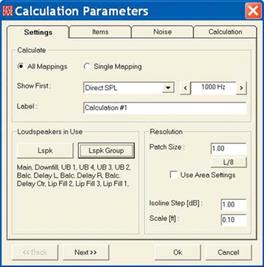 Calculation Parameters
Settings Items Noise Calculation
Calculate
All Mappings Single Mapping
Show First : Direct SPL < 1000 Hz >
Label : Calculation #1
Loudspeakers in Use
Lspk Lspk Group
Main, Downfill, UB 1, UB 4, UB 3, UB 2,
Balc. Delay L, Balc. Delay R, Balc.
Delay Ctr, Lip Fill 2, Lip Fill 3, Lip Fill 1,
Resolution
Patch Size : 1.00
L/8
Use Area Settings
Isoline Step [dB] : 1.00
Scale [ft] : 0.10
<< Back Next >> Ok Cancel